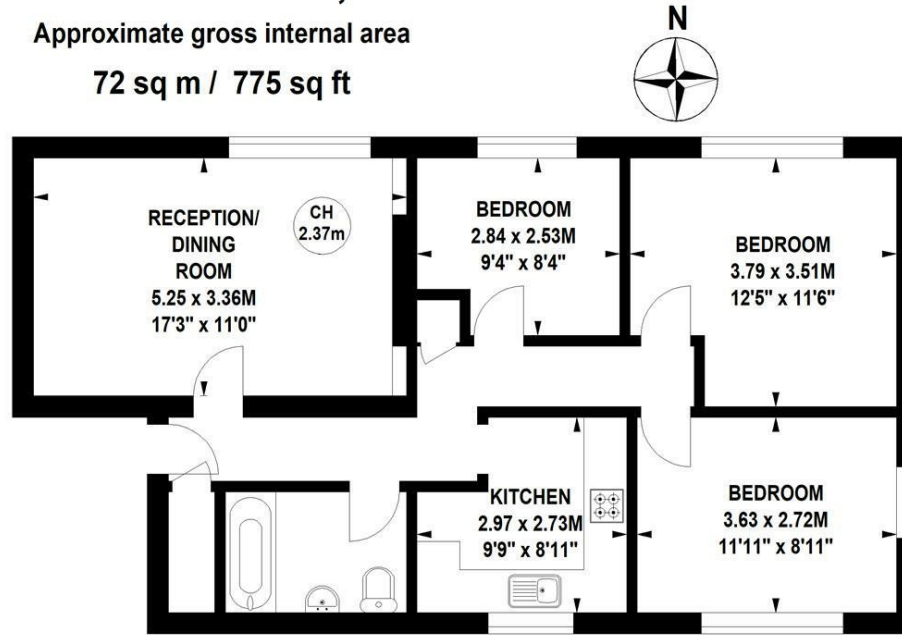 Approximate gross internal area
72 sq m / 775 sq ft
N
RECEPTION/
DINING
ROOM
5.25 x 3.36M
17'3" x 11'0"
CH
2.37m
BEDROOM
2.84 x 2.53M
9'4" x 8'4"
BEDROOM
3.79 x 3.51M
12'5" x 11'6"
KITCHEN
2.97 x 2.73M
9'9" x 8'11"
BEDROOM
3.63 x 2.72M
11'11" x 8'11"